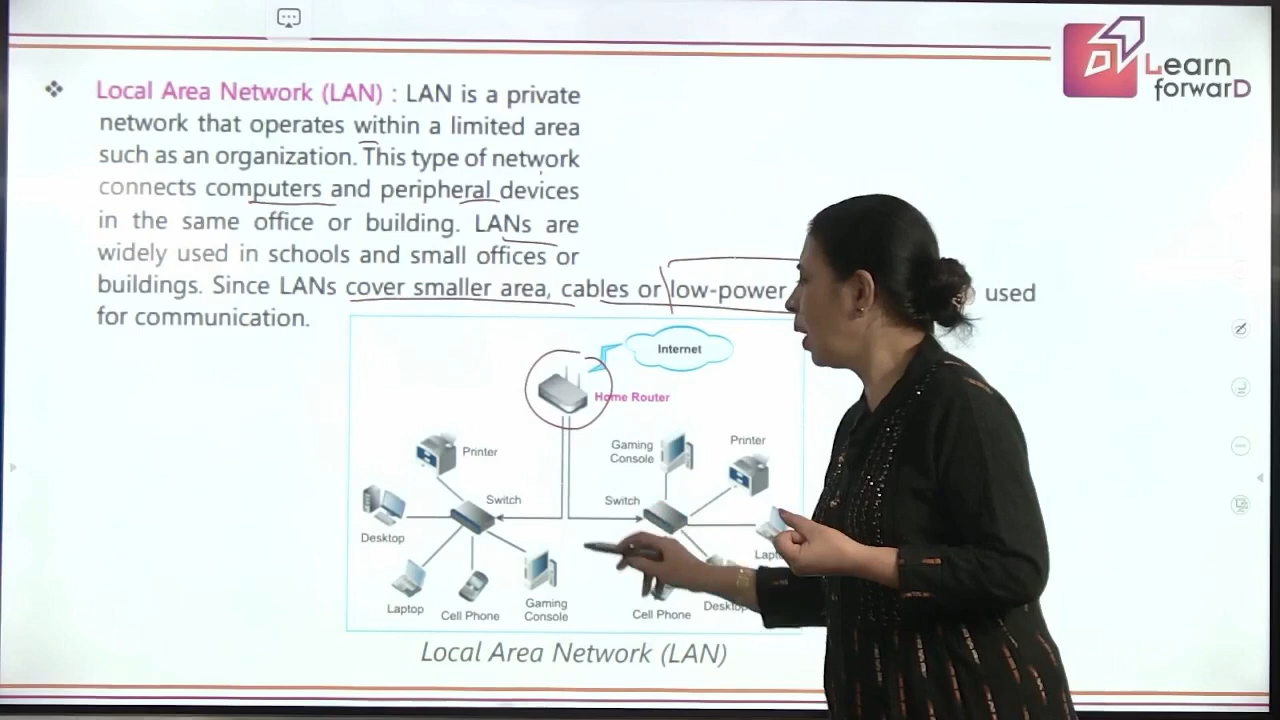 Learn
forwarD
❖ Local Area Network (LAN) : LAN is a private
network that operates within a limited area
such as an organization. This type of network
connects computers and peripheral devices
in the same office or building. LANs are
widely used in schools and small offices or
buildings. Since LANs cover smaller area, cables or low-power used
for communication.
Internet
Home Router
Gaming
Console
Printer
Printer
Switch
Switch
Desktop
Laptop
Cell Phone
Gaming
Console
Cell Phone
Local Area Network (LAN)